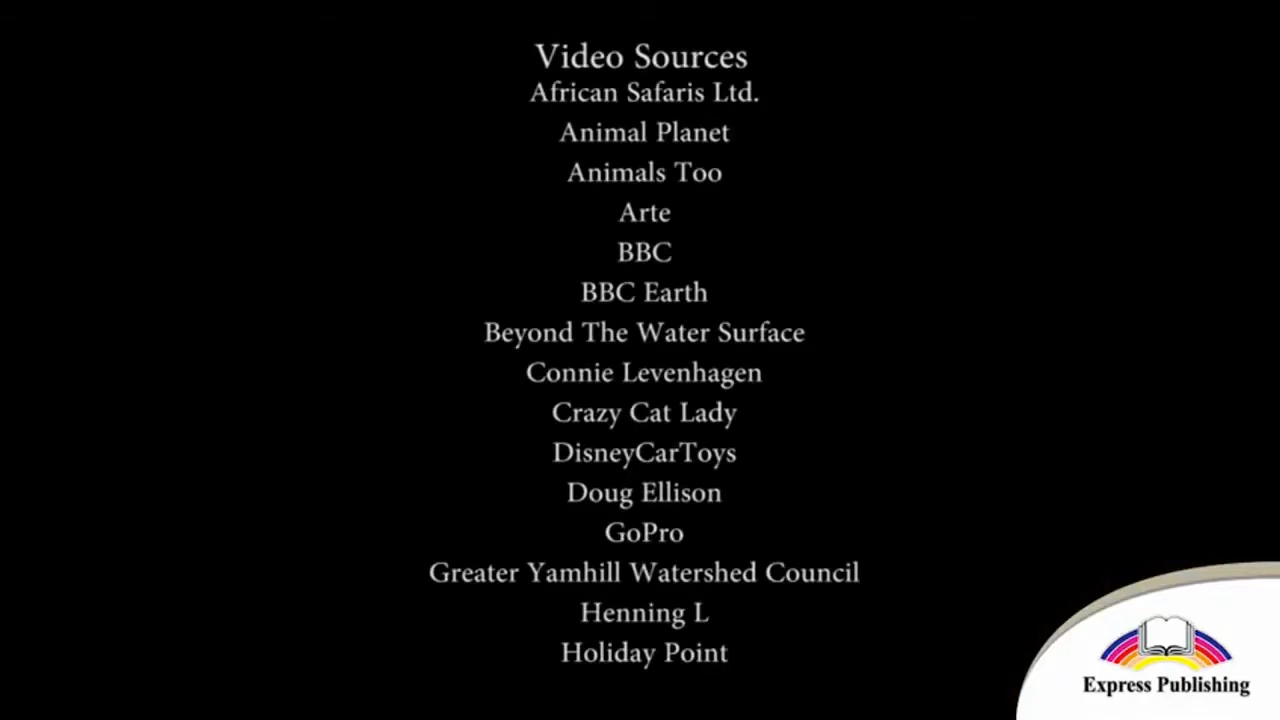 Video Sources
African Safaris Ltd.
Animal Planet
Animals Too
Arte
BBC
BBC Earth
Beyond The Water Surface
Connie Levenhagen
Crazy Cat Lady
DisneyCarToys
Doug Ellison
GoPro
Greater Yamhill Watershed Council
Henning L
Holiday Point
Express Publishing